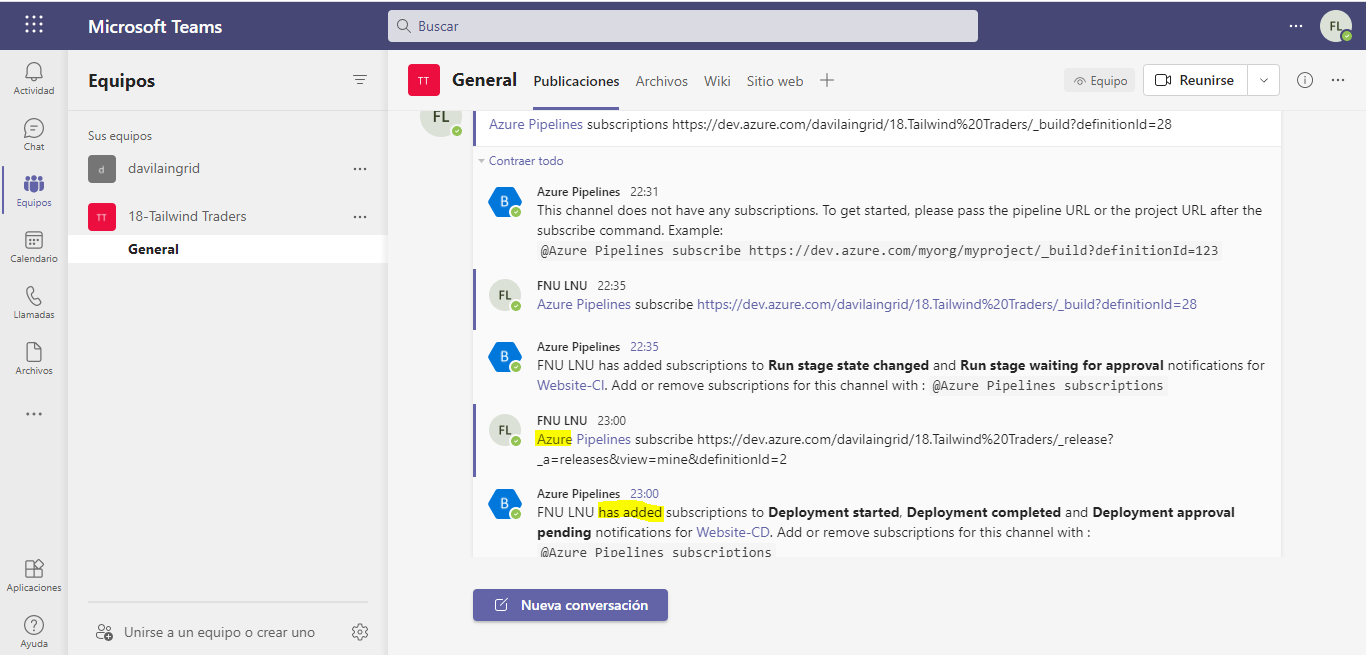 Microsoft Teams
Buscar
FL
Actividad
Chat
Equipos
Calendario
Llamadas
Archivos
Aplicaciones
Ayuda
Equipos
Sus equipos
d davilaingrid
TT 18-Tailwind Traders
General
Unirse a un equipo o crear uno
TT General Publicaciones Archivos Wiki Sitio web
Equipo Reunirse
FL
Azure Pipelines subscriptions https://dev.azure.com/davilaingrid/18.Tailwind%20Traders/_build?definitionId=28
Contraer todo
B
Azure Pipelines 22:31
This channel does not have any subscriptions. To get started, please pass the pipeline URL or the project URL after the
subscribe command. Example:
@Azure Pipelines subscribe https://dev.azure.com/myorg/myproject/_build?definitionId=123
FL
FNU LNU 22:35
Azure Pipelines subscribe https://dev.azure.com/davilaingrid/18.Tailwind%20Traders/_build?definitionId=28
B
Azure Pipelines 22:35
FNU LNU has added subscriptions to Run stage state changed and Run stage waiting for approval notifications for
Website-CI. Add or remove subscriptions for this channel with : @Azure Pipelines subscriptions
FL
FNU LNU 23:00
Azure Pipelines subscribe https://dev.azure.com/davilaingrid/18.Tailwind%20Traders/_release?
_a=releases&view=mine&definitionId=2
B
Azure Pipelines 23:00
FNU LNU has added subscriptions to Deployment started, Deployment completed and Deployment approval
pending notifications for Website-CD. Add or remove subscriptions for this channel with :
@Azure Pipelines subscriptions
Nueva conversación